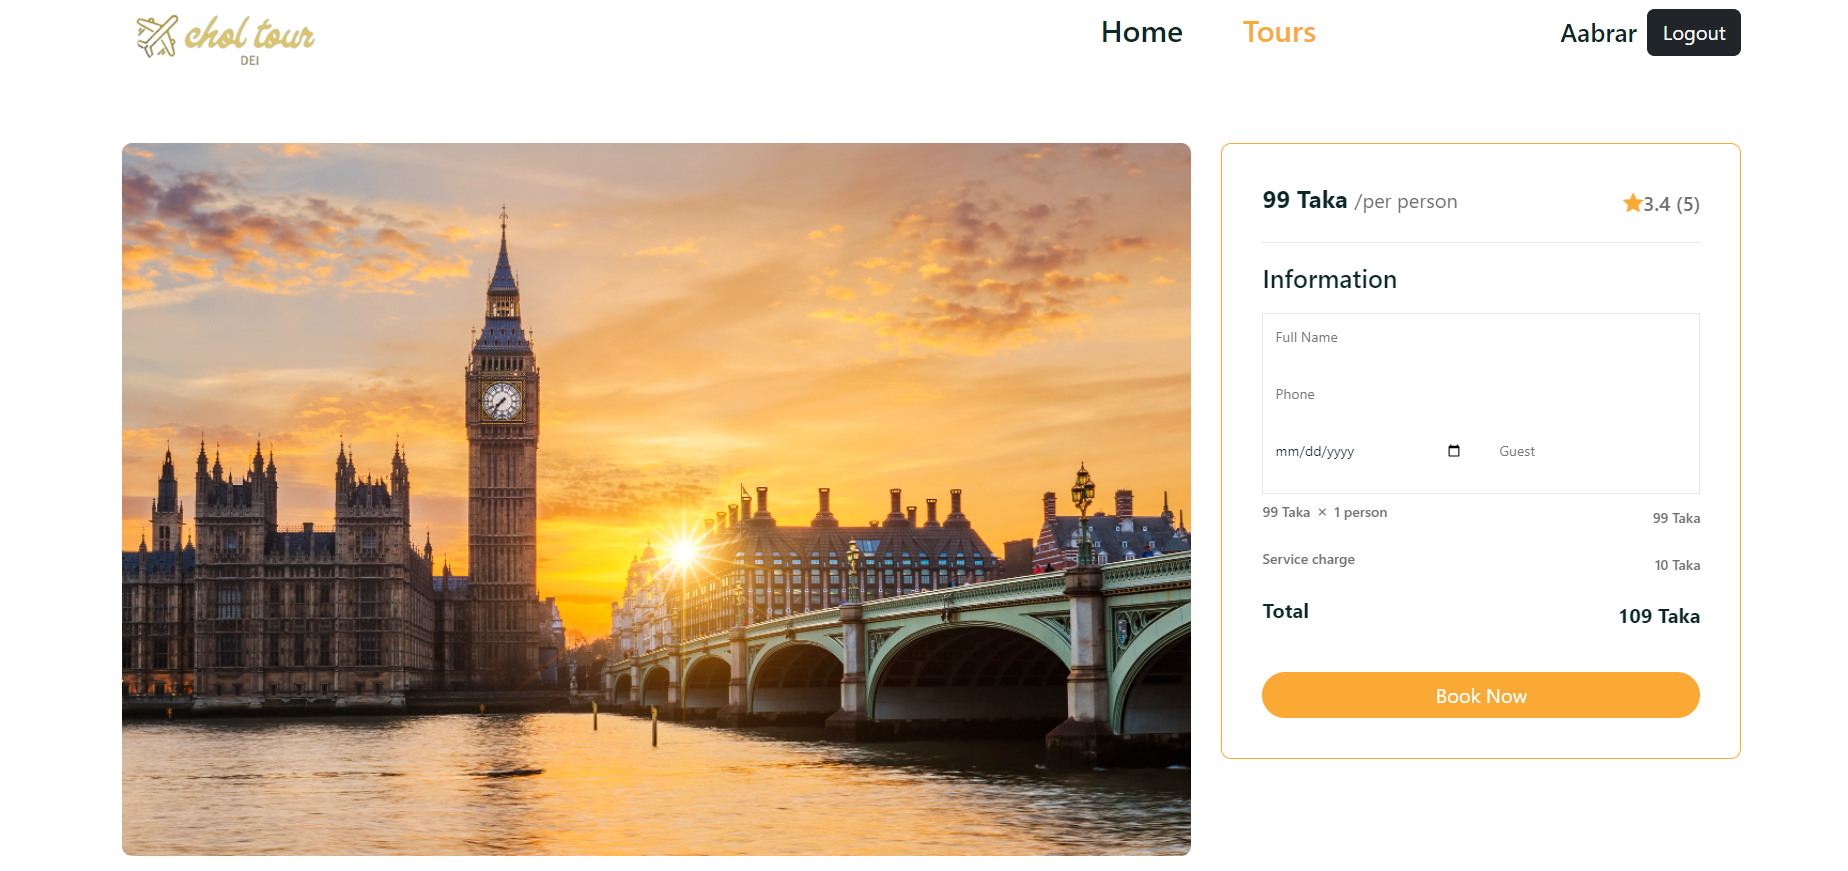 chol tour
DEI
Home Tours Aabrar Logout
99 Taka /per person 3.4 (5)
Information
Full Name
Phone
mm/dd/yyyy Guest
99 Taka × 1 person 99 Taka
Service charge 10 Taka
Total 109 Taka
Book Now